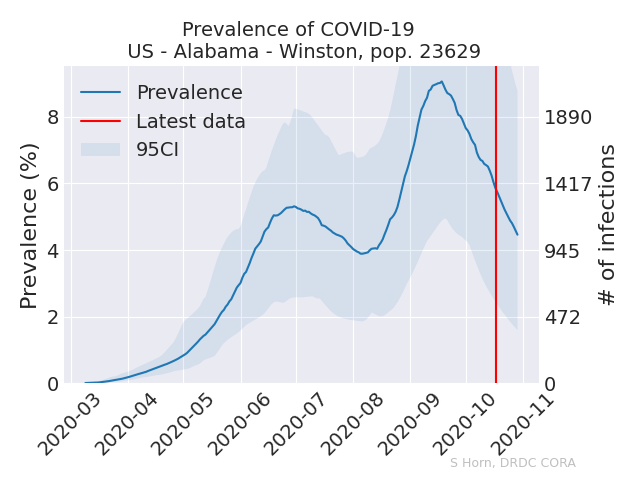 Prevalence of COVID-19
US - Alabama - Winston, pop. 23629
Prevalence
Latest data
95CI
Prevalence (%)
8
6
4
2
0
1890
1417
945
472
0
# of infections
2020-03
2020-04
2020-05
2020-06
2020-07
2020-08
2020-09
2020-10
2020-11
S Horn, DRDC CORA